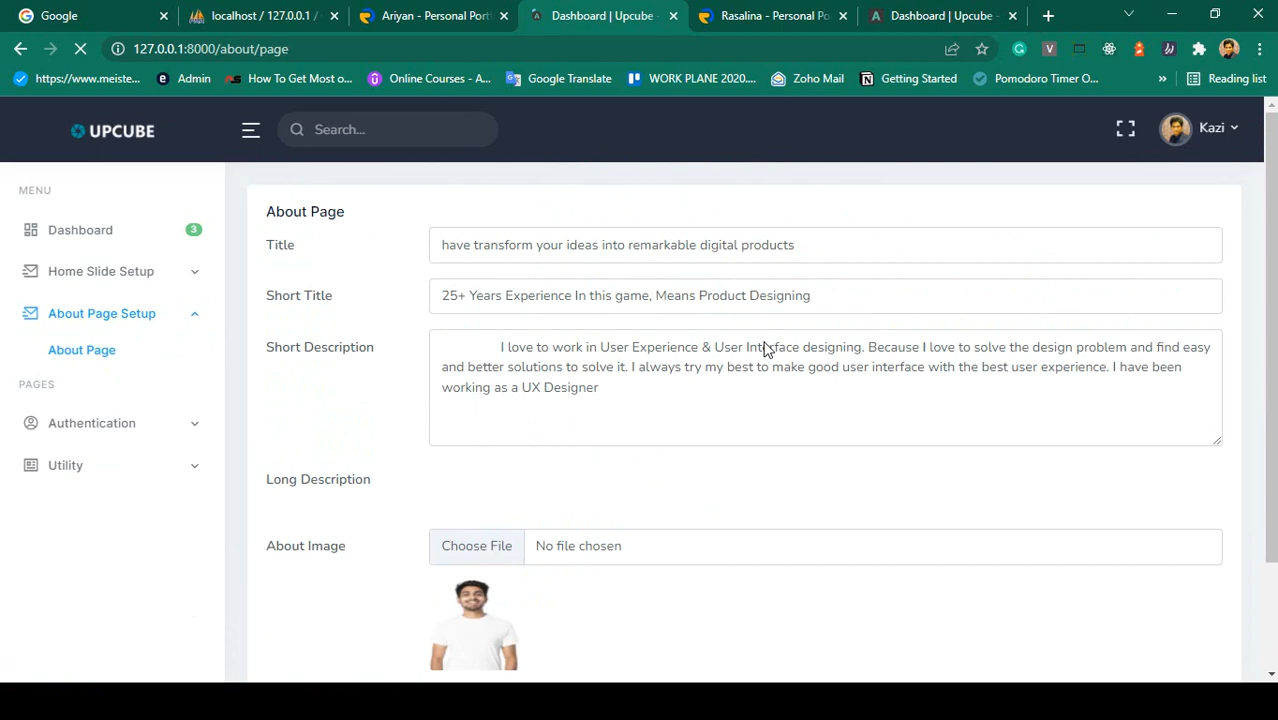 Google
localhost / 127.0.0.1 /
Ariyan - Personal Port
Dashboard | Upcube -
Rasalina - Personal Po
Dashboard | Upcube -
127.0.0.1:8000/about/page
https://www.meiste...
Admin
How To Get Most o...
Online Courses - A...
Google Translate
WORK PLANE 2020....
Zoho Mail
Getting Started
Pomodoro Timer O...
»
Reading list
UPCUBE
Search...
Kazi
MENU
Dashboard
3
Home Slide Setup
About Page Setup
About Page
PAGES
Authentication
Utility
About Page
Title
have transform your ideas into remarkable digital products
Short Title
25+ Years Experience In this game, Means Product Designing
Short Description
I love to work in User Experience & User Interface designing. Because I love to solve the design problem and find easy
and better solutions to solve it. I always try my best to make good user interface with the best user experience. I have been
working as a UX Designer
Long Description
About Image
Choose File
No file chosen